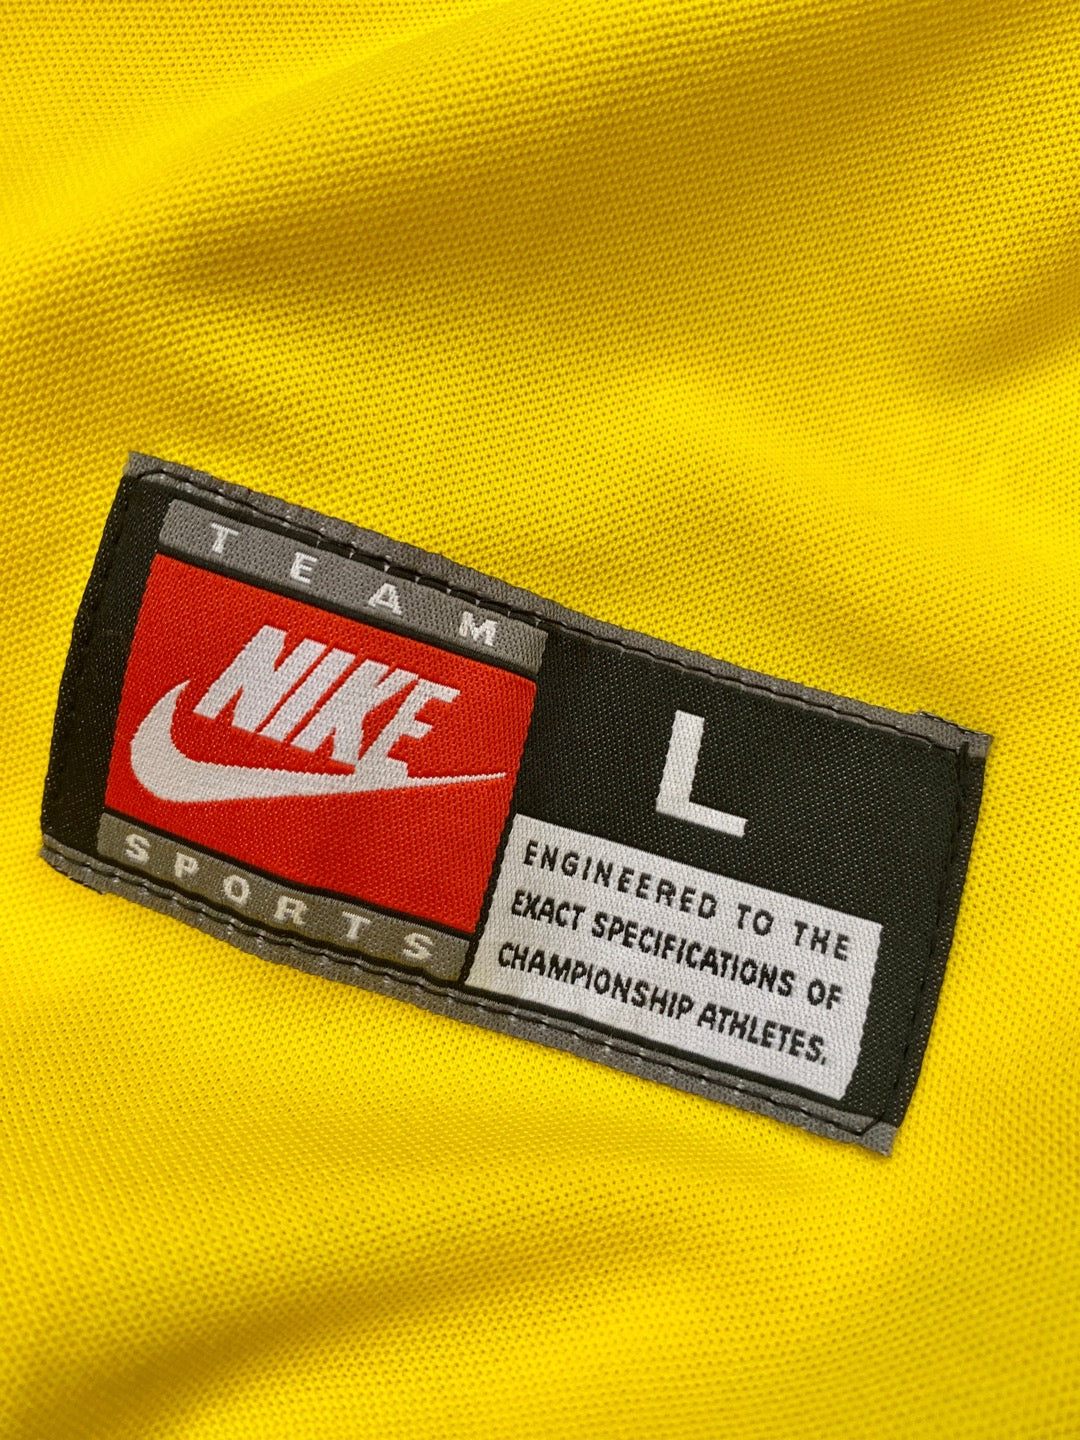 TEAM
NIKE
SPORTS
L
ENGINEERED TO THE
EXACT SPECIFICATIONS OF
CHAMPIONSHIP ATHLETES.